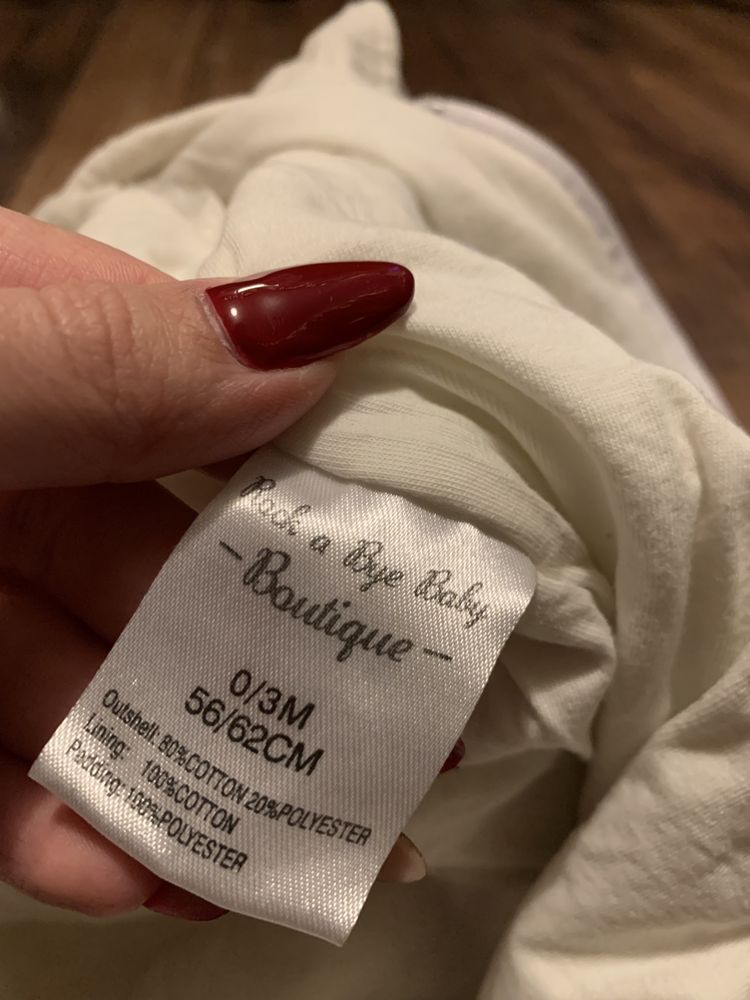 Rock a Bye Baby
- Boutique -
0/3M
56/62CM
Outshell: 80%COTTON 20%POLYESTER
Lining: 100%COTTON
Padding: 100%POLYESTER